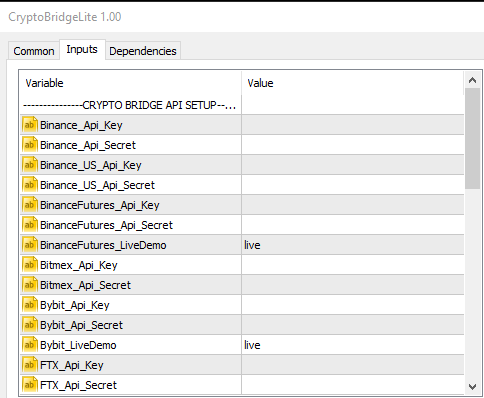 CryptoBridgeLite 1.00
Common Inputs Dependencies
Variable Value
---------------CRYPTO BRIDGE API SETUP--...
ab Binance_Api_Key
ab Binance_Api_Secret
ab Binance_US_Api_Key
ab Binance_US_Api_Secret
ab BinanceFutures_Api_Key
ab BinanceFutures_Api_Secret
ab BinanceFutures_LiveDemo live
ab Bitmex_Api_Key
ab Bitmex_Api_Secret
ab Bybit_Api_Key
ab Bybit_Api_Secret
ab Bybit_LiveDemo live
ab FTX_Api_Key
ab FTX_Api_Secret